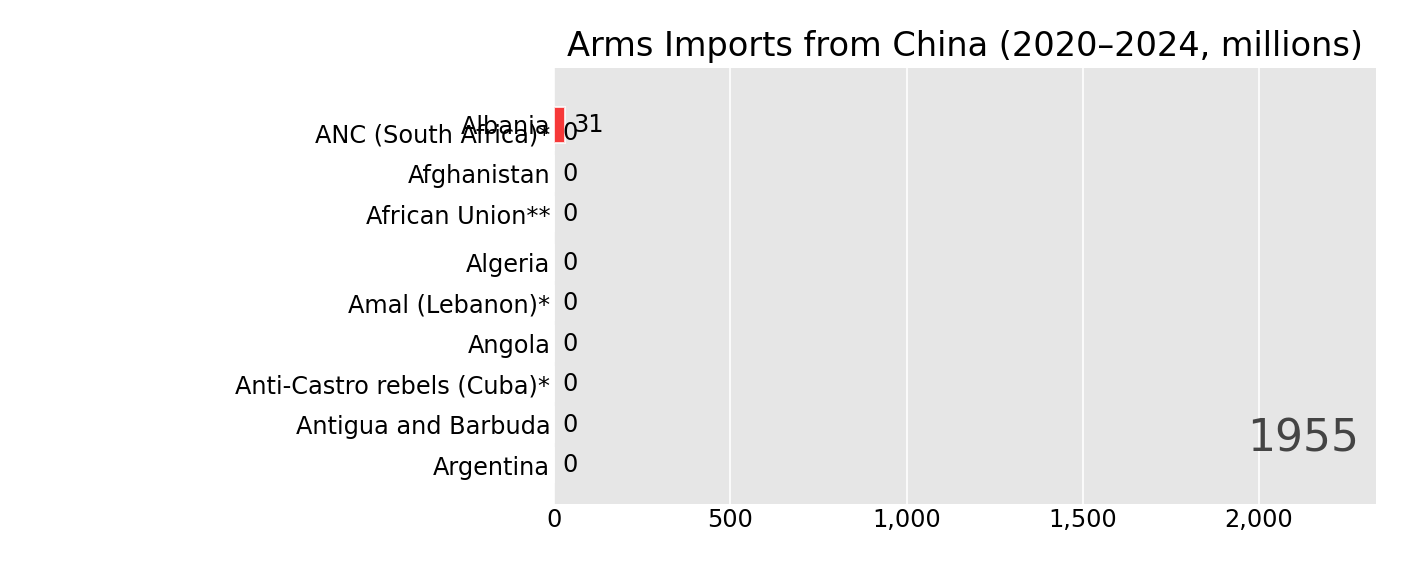 Arms Imports from China (2020–2024, millions)
Albania 31
ANC (South Africa)* 0
Afghanistan 0
African Union** 0
Algeria 0
Amal (Lebanon)* 0
Angola 0
Anti-Castro rebels (Cuba)* 0
Antigua and Barbuda 0
1955
Argentina 0
0 500 1,000 1,500 2,000